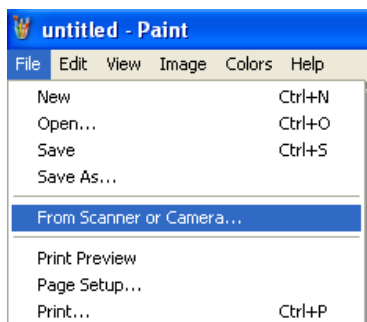 untitled - Paint
File Edit View Image Colors Help
New Ctrl+N
Open... Ctrl+O
Save Ctrl+S
Save As...
From Scanner or Camera...
Print Preview
Page Setup...
Print... Ctrl+P